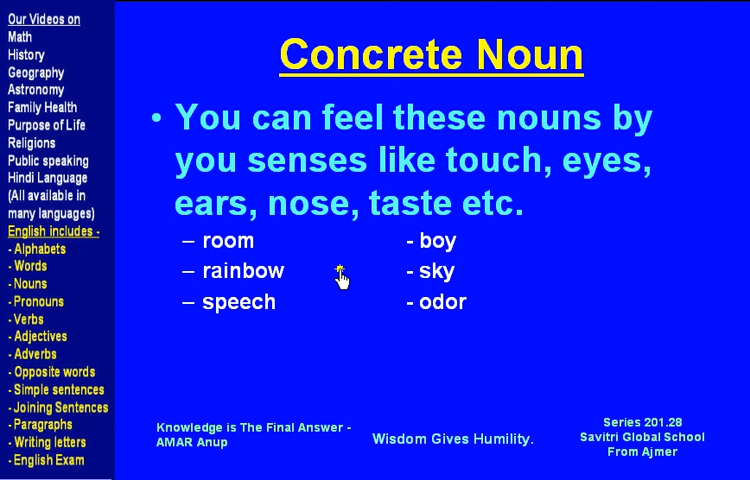 Our Videos on
Math
History
Geography
Astronomy
Family Health
Purpose of Life
Religions
Public speaking
Hindi Language
(All available in
many languages)
English includes -
- Alphabets
- Words
- Nouns
- Pronouns
- Verbs
- Adjectives
- Adverbs
- Opposite words
- Simple sentences
- Joining Sentences
- Paragraphs
- Writing letters
- English Exam
Concrete Noun
• You can feel these nouns by
you senses like touch, eyes,
ears, nose, taste etc.
– room - boy
– rainbow - sky
– speech - odor
Knowledge is The Final Answer -
AMAR Anup
Wisdom Gives Humility.
Series 201.28
Savitri Global School
From Ajmer